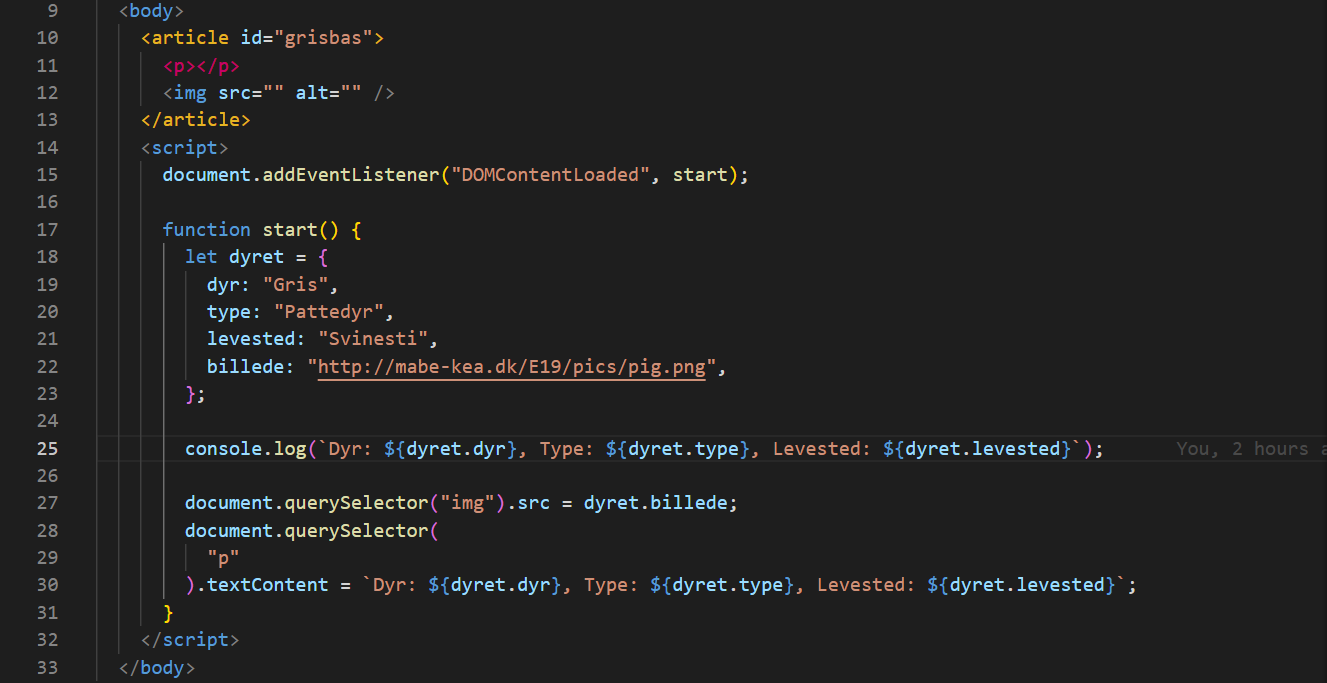 9 <body>
10 <article id="grisbas">
11 <p></p>
12 <img src="" alt="" />
13 </article>
14 <script>
15 document.addEventListener("DOMContentLoaded", start);
16
17 function start() {
18 let dyret = {
19 dyr: "Gris",
20 type: "Pattedyr",
21 levested: "Svinesti",
22 billede: "http://mabe-kea.dk/E19/pics/pig.png",
23 };
24
25 console.log(`Dyr: ${dyret.dyr}, Type: ${dyret.type}, Levested: ${dyret.levested}`); You, 2 hours a
26
27 document.querySelector("img").src = dyret.billede;
28 document.querySelector(
29 "p"
30 ).textContent = `Dyr: ${dyret.dyr}, Type: ${dyret.type}, Levested: ${dyret.levested}`;
31 }
32 </script>
33 </body>